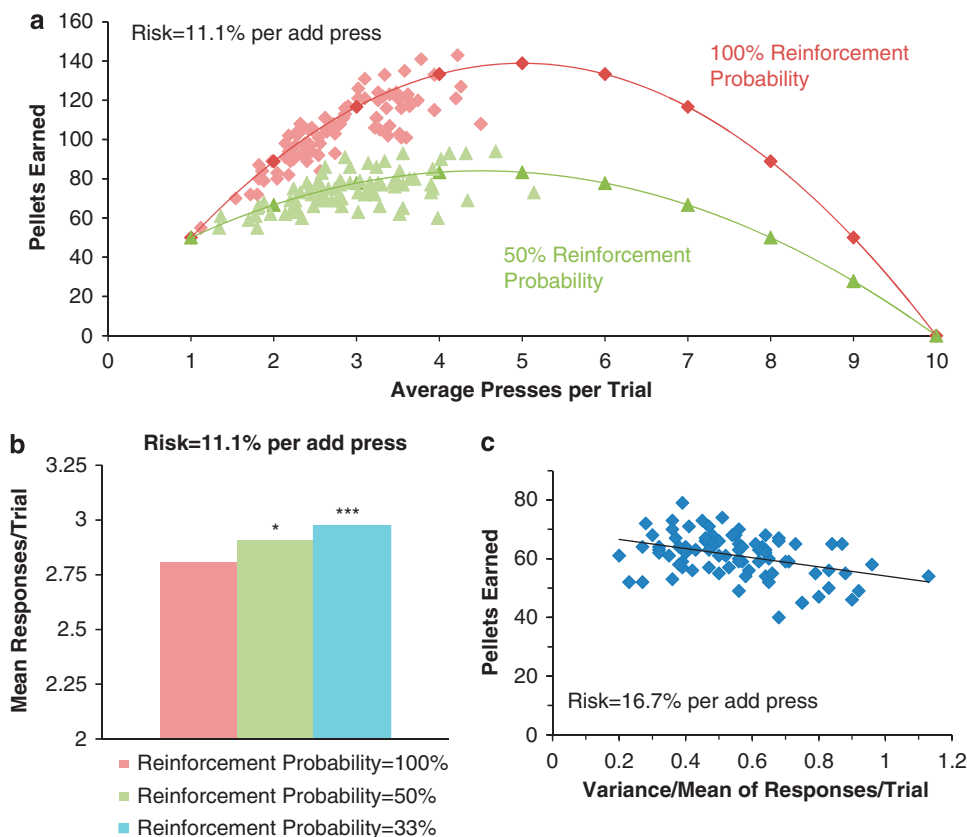 a
Risk=11.1% per add press
100% Reinforcement
Probability
50% Reinforcement
Probability
Pellets Earned
160
140
120
100
80
60
40
20
0
0 1 2 3 4 5 6 7 8 9 10
Average Presses per Trial
b
Risk=11.1% per add press
Mean Responses/Trial
3.25
3
2.75
2.5
2.25
2
*
***
Reinforcement Probability=100%
Reinforcement Probability=50%
Reinforcement Probability=33%
c
Pellets Earned
80
60
40
20
0
Risk=16.7% per add press
0 0.2 0.4 0.6 0.8 1 1.2
Variance/Mean of Responses/Trial